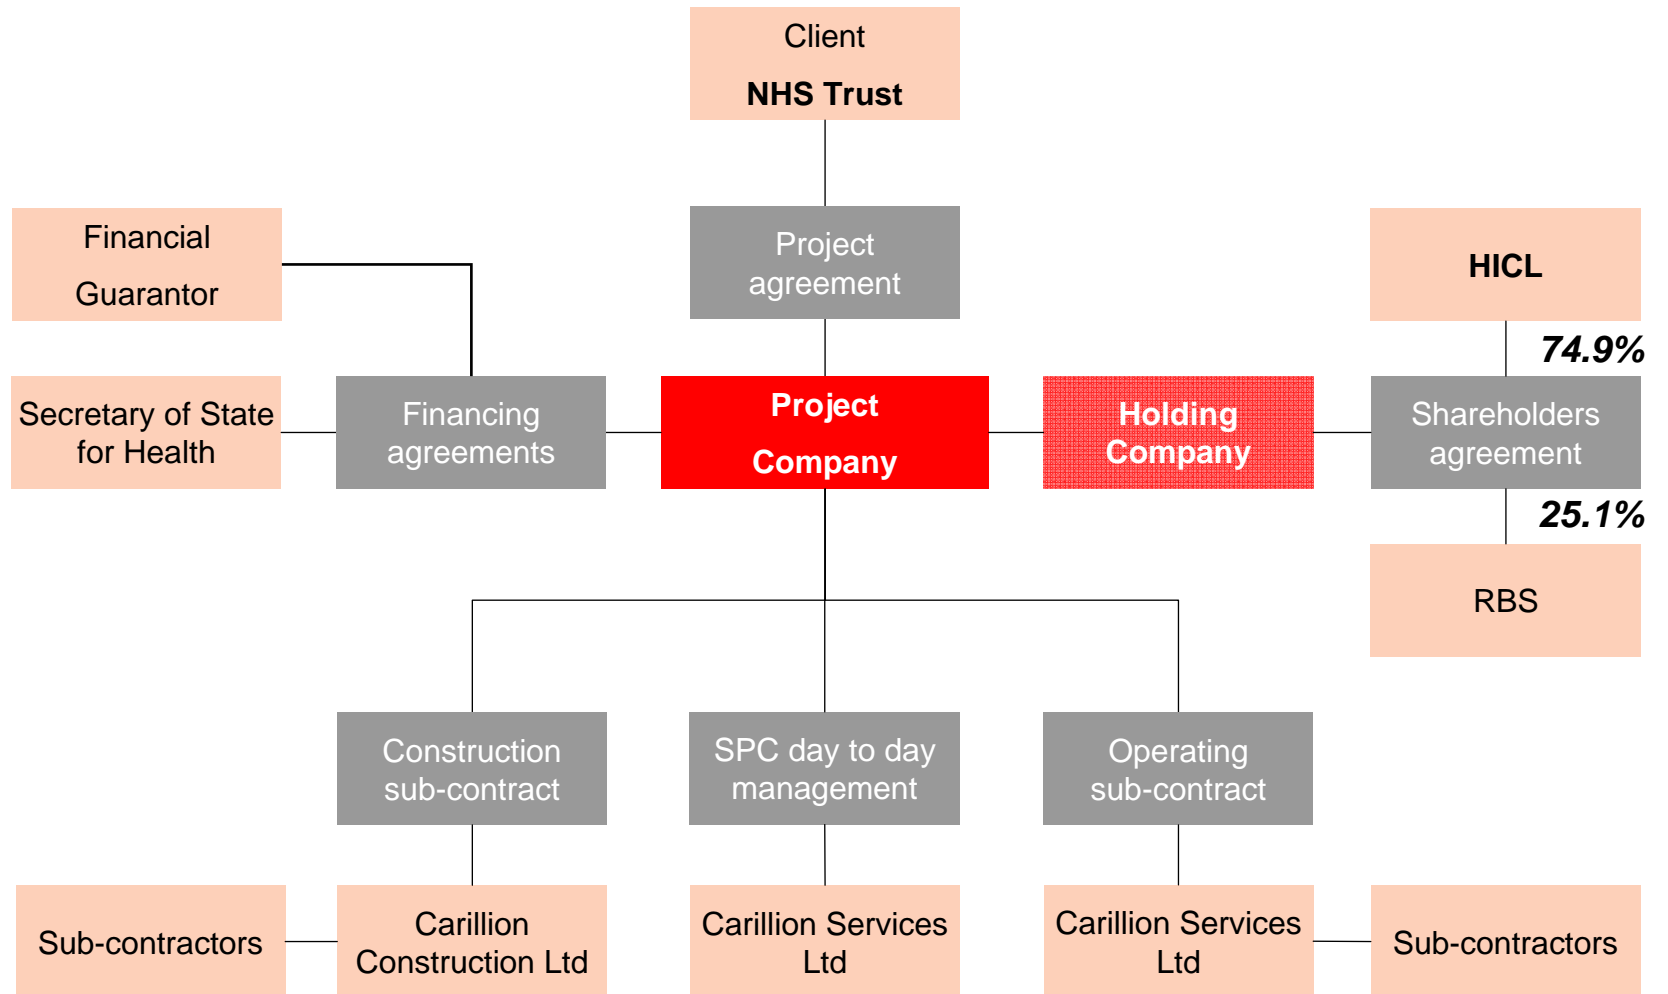 Client
NHS Trust
Project
agreement
Financial
Guarantor
HICL
74.9%
Secretary of State
for Health
Financing
agreements
Project
Company
Holding
Company
Shareholders
agreement
25.1%
RBS
Construction
sub-contract
SPC day to day
management
Operating
sub-contract
Sub-contractors
Carillion
Construction Ltd
Carillion Services
Ltd
Carillion Services
Ltd
Sub-contractors